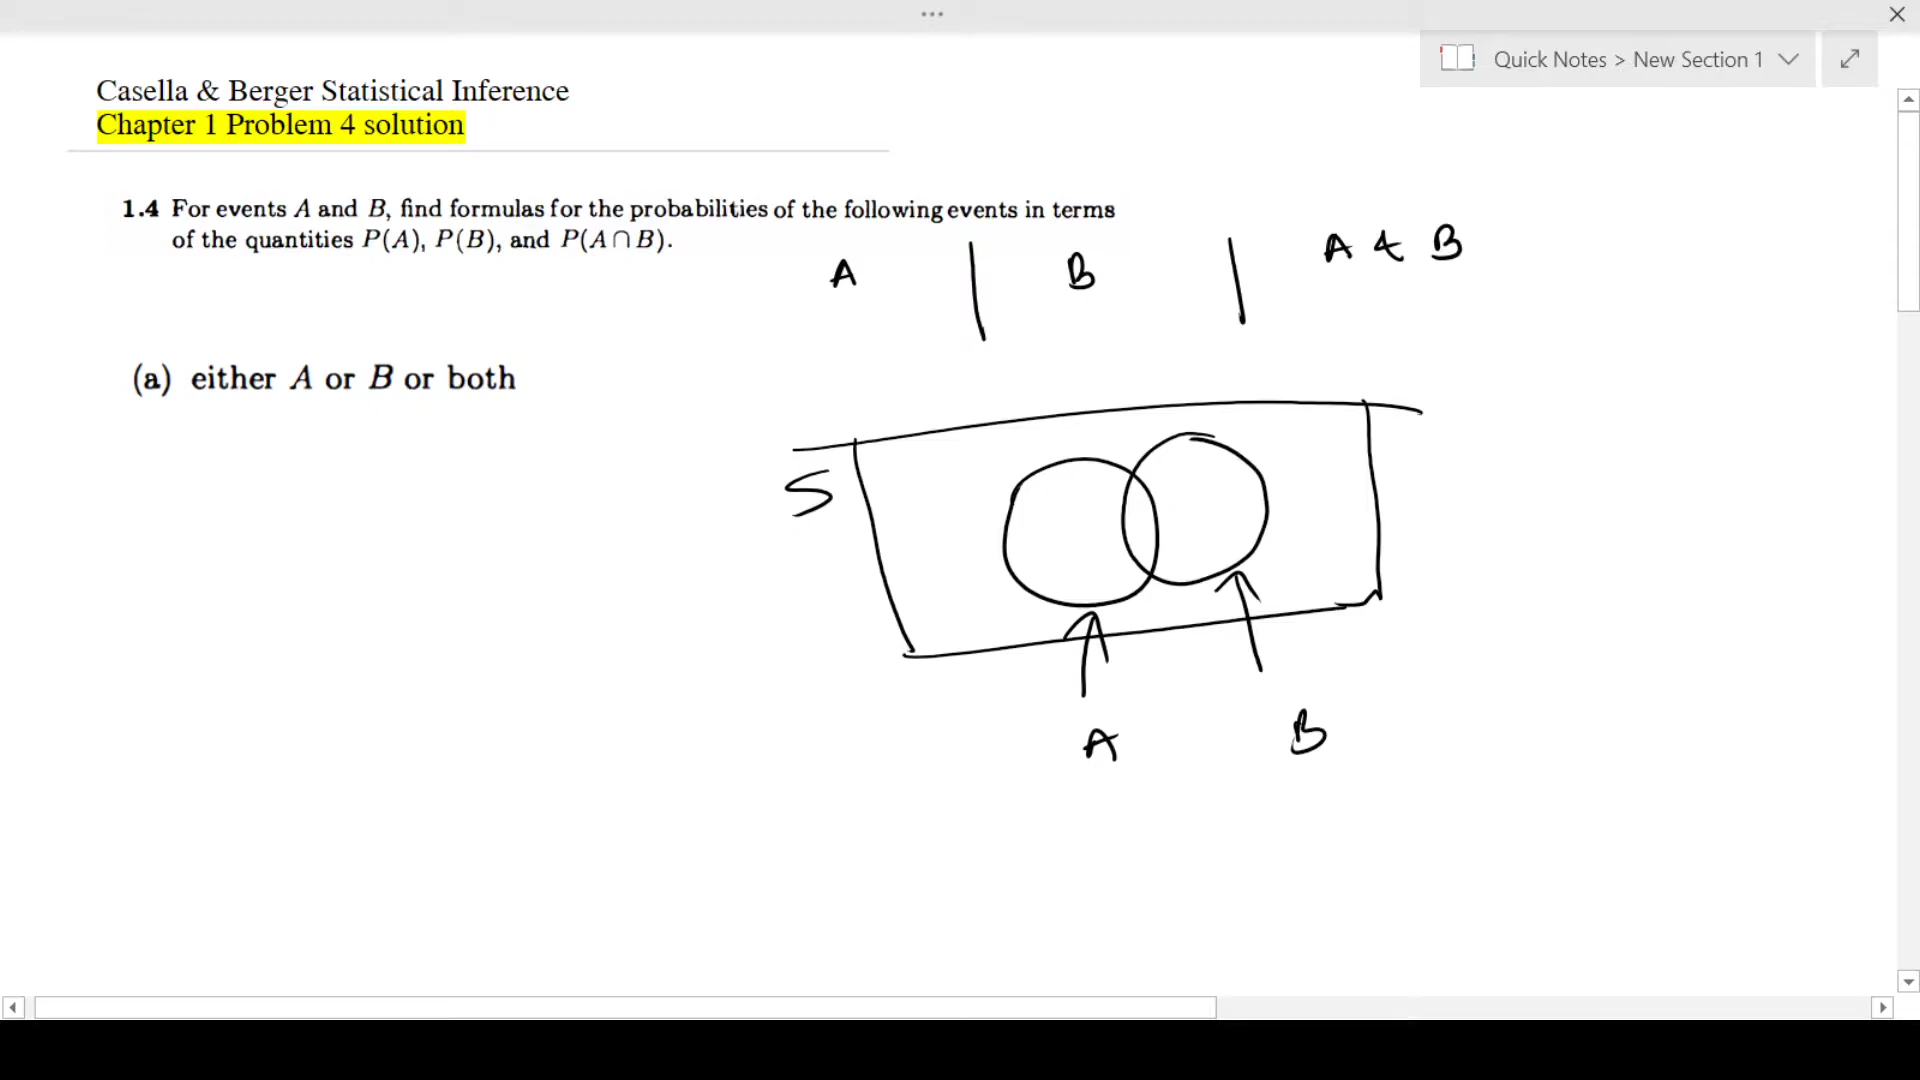 Quick Notes > New Section 1
Casella & Berger Statistical Inference
Chapter 1 Problem 4 solution
1.4 For events A and B, find formulas for the probabilities of the following events in terms
of the quantities P(A), P(B), and P(A∩B).
A | B | A & B
(a) either A or B or both
S
A B